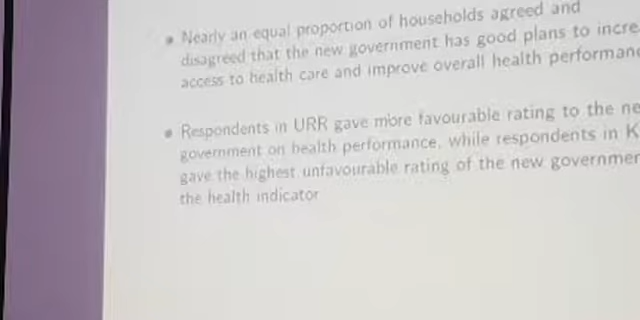 • Nearly an equal proportion of households agreed and
disagreed that the new government has good plans to increa
access to health care and improve overall health performanc
• Respondents in URR gave more favourable rating to the ne
government on health performance, while respondents in K
gave the highest unfavourable rating of the new governmen
the health indicator